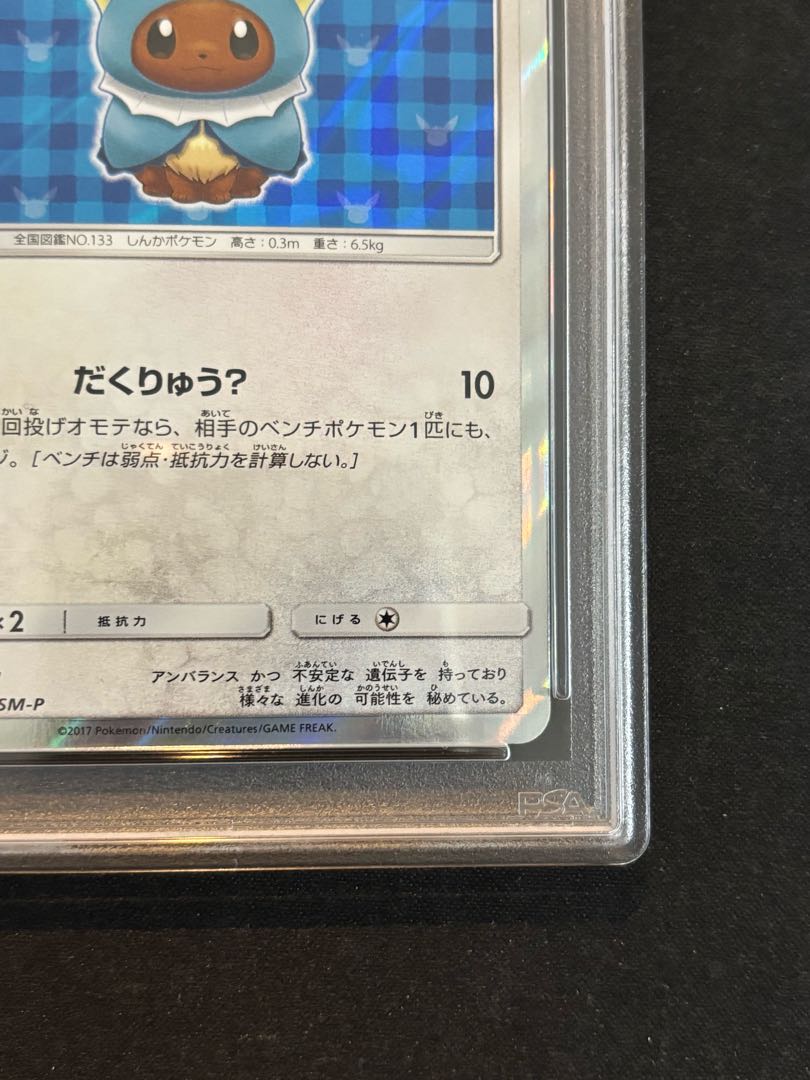 全国図鑑NO.133 しんかポケモン 高さ:0.3m 重さ:6.5kg
だくりゅう? 10
回投げオモテなら、相手のベンチポケモン1匹にも、
。[ベンチは弱点・抵抗力を計算しない。]
×2 抵抗力 にげる
アンバランス かつ 不安定な 遺伝子を 持っており
様々な 進化の 可能性を 秘めている。
SM-P
©2017 Pokémon/Nintendo/Creatures/GAME FREAK.
PSA